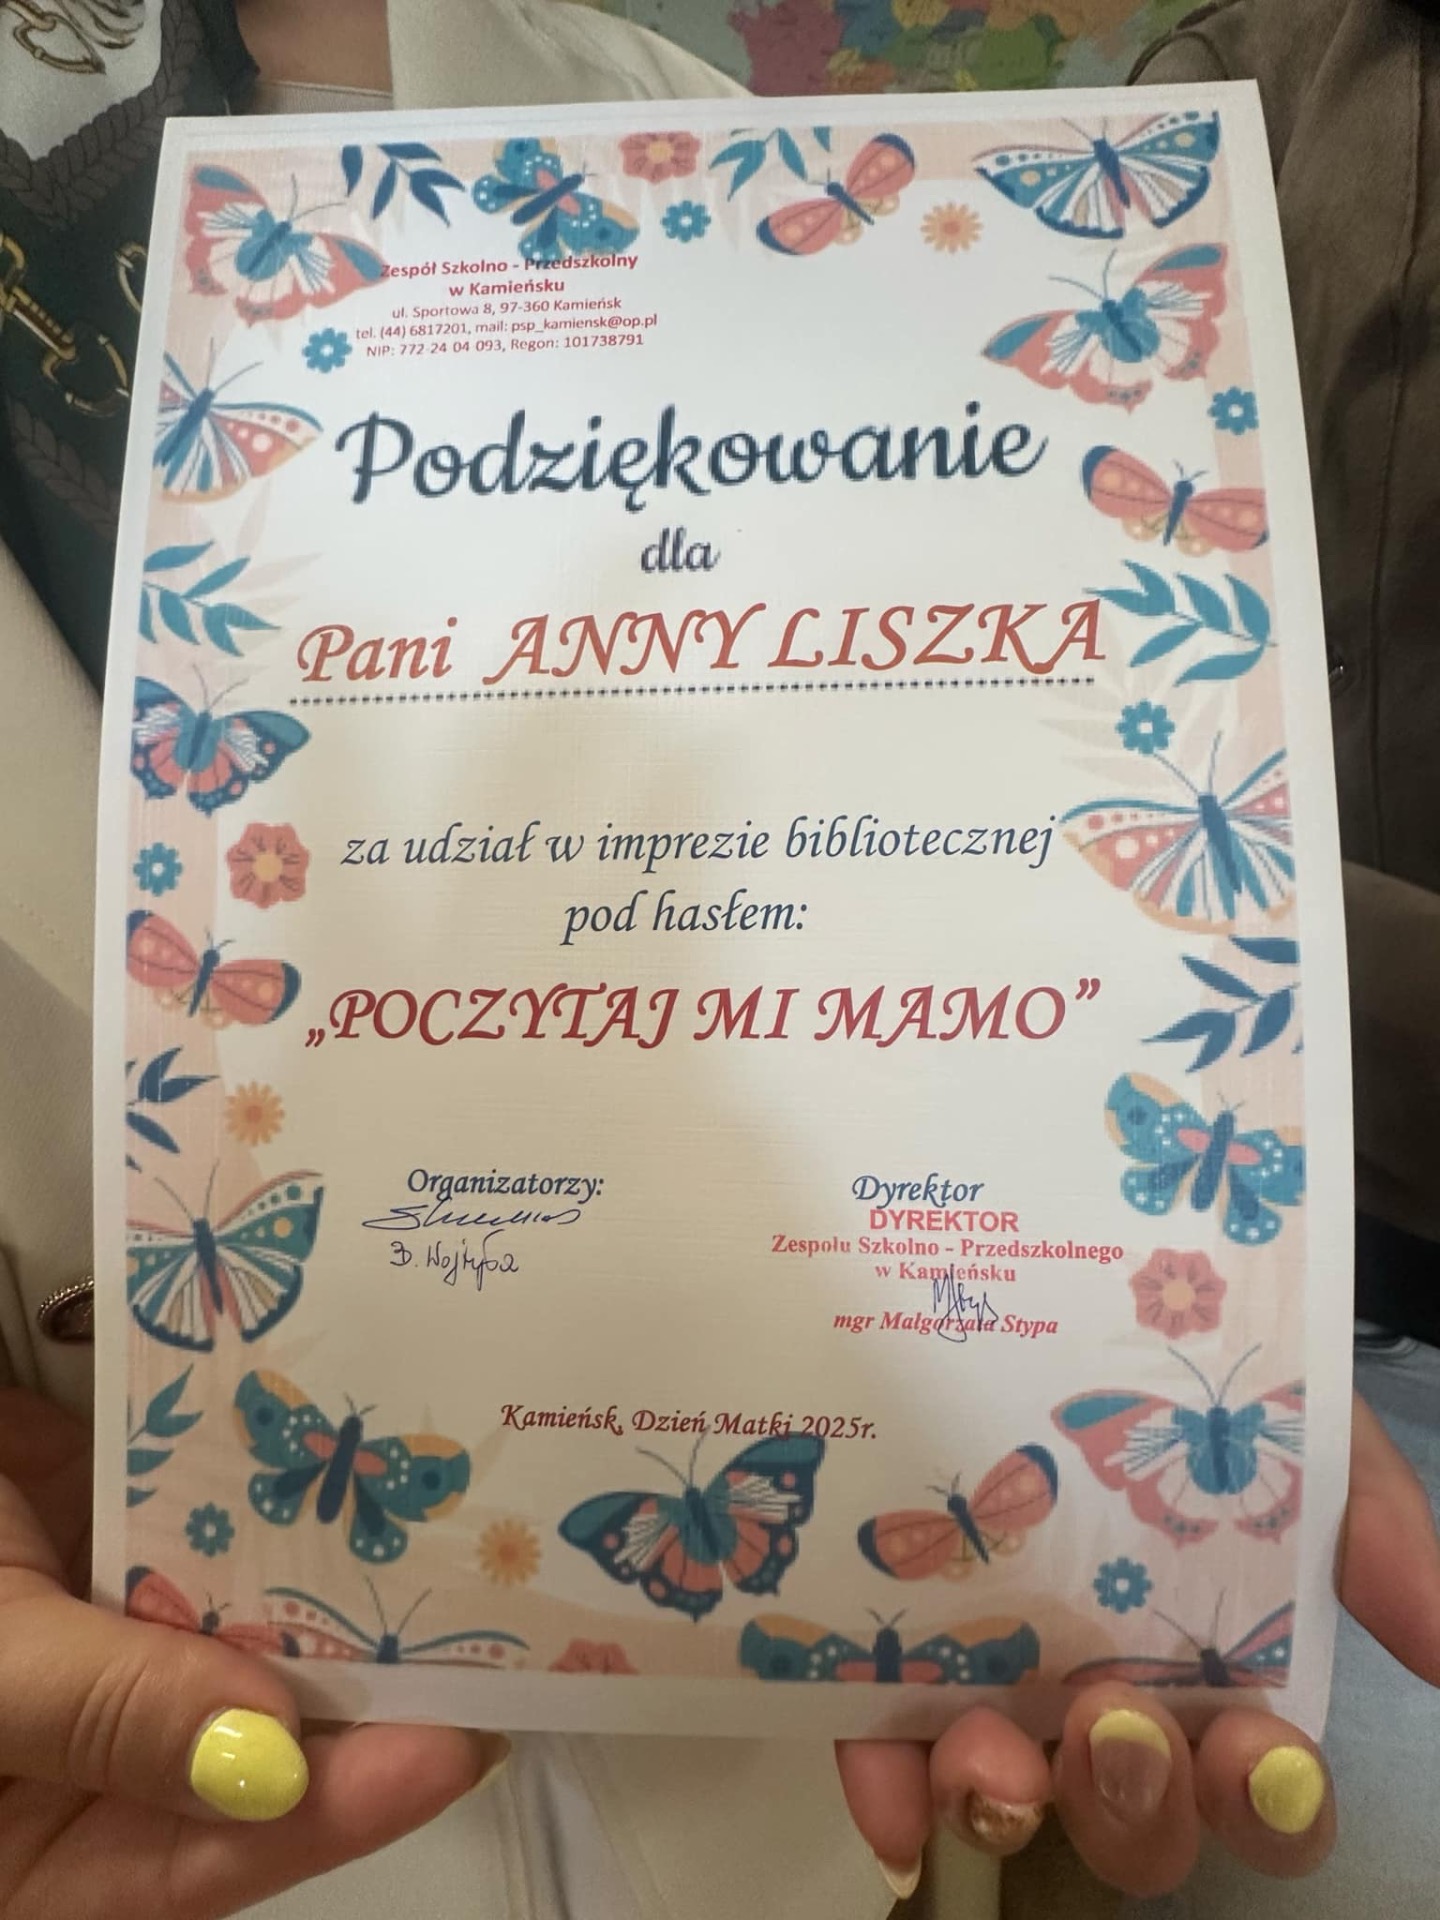 Zespół Szkolno - Przedszkolny
w Kamieńsku
ul. Sportowa 8, 97-360 Kamieńsk
tel. (44) 6817201, mail: psp_kamiensk@op.pl
NIP: 772-24 04 093, Regon: 101738791
Podziękowanie
dla
Pani ANNY LISZKA
za udział w imprezie bibliotecznej
pod hasłem:
„POCZYTAJ MI MAMO”
Organizatorzy:
B. Wojtyła
Dyrektor
DYREKTOR
Zespołu Szkolno - Przedszkolnego
w Kamieńsku
mgr Małgorzata Stypa
Kamieńsk, Dzień Matki 2025r.